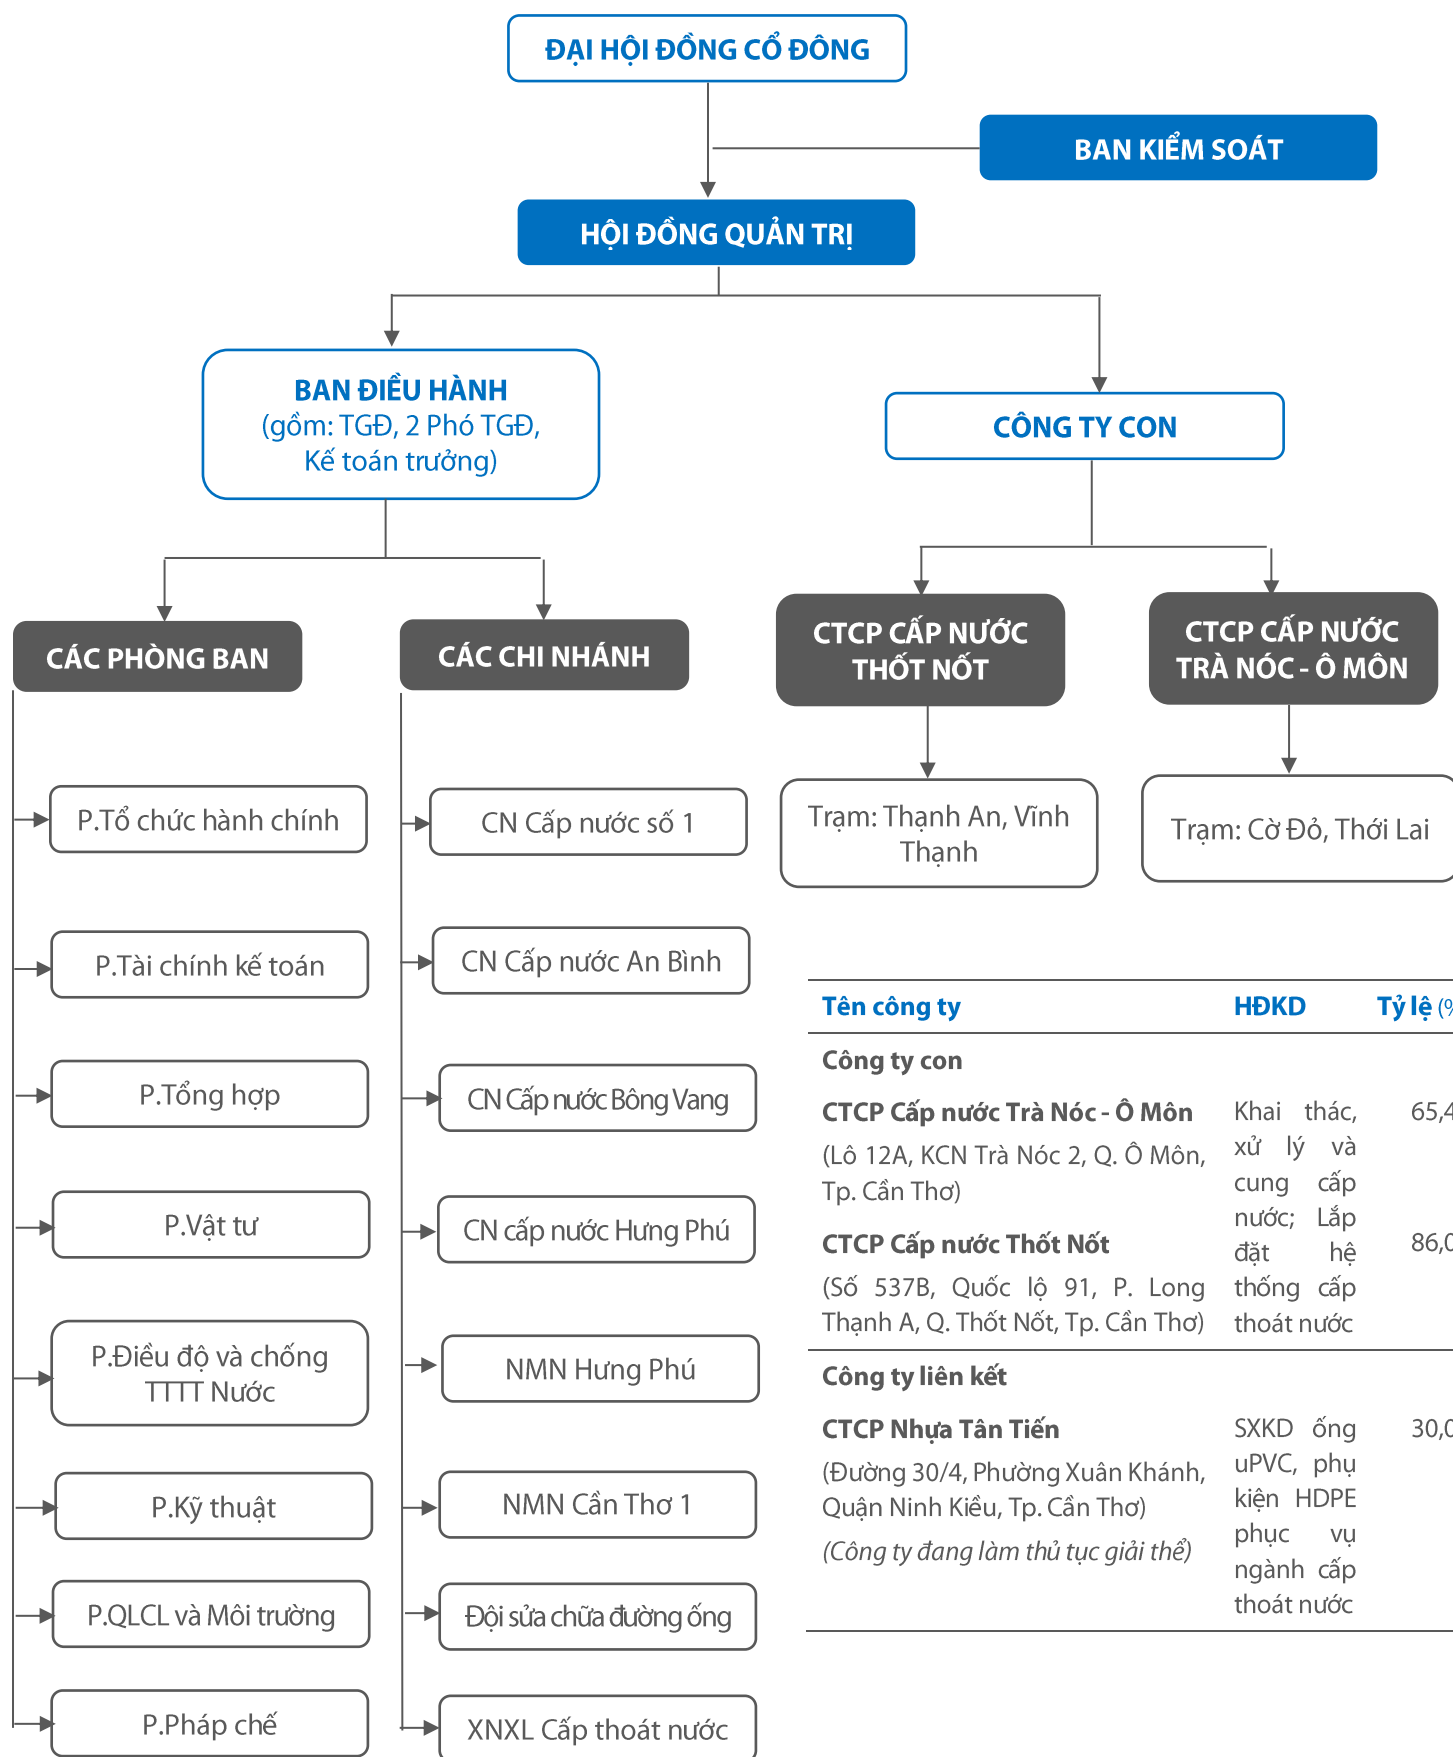 ĐẠI HỘI ĐỒNG CỔ ĐÔNG
BAN KIỂM SOÁT
HỘI ĐỒNG QUẢN TRỊ
BAN ĐIỀU HÀNH
(gồm: TGĐ, 2 Phó TGĐ,
Kế toán trưởng)
CÔNG TY CON
CÁC PHÒNG BAN
CÁC CHI NHÁNH
CTCP CẤP NƯỚC
THỐT NỐT
CTCP CẤP NƯỚC
TRÀ NÓC - Ô MÔN
P.Tổ chức hành chính
P.Tài chính kế toán
P.Tổng hợp
P.Vật tư
P.Điều độ và chống
TTTT Nước
P.Kỹ thuật
P.QLCL và Môi trường
P.Pháp chế
CN Cấp nước số 1
CN Cấp nước An Bình
CN Cấp nước Bông Vang
CN cấp nước Hưng Phú
NMN Hưng Phú
NMN Cần Thơ 1
Đội sửa chữa đường ống
XNXL Cấp thoát nước
Trạm: Thạnh An, Vĩnh
Thạnh
Trạm: Cờ Đỏ, Thới Lai
Tên công ty HĐKD Tỷ lệ (%
Công ty con
CTCP Cấp nước Trà Nóc - Ô Môn
(Lô 12A, KCN Trà Nóc 2, Q. Ô Môn,
Tp. Cần Thơ)
CTCP Cấp nước Thốt Nốt
(Số 537B, Quốc lộ 91, P. Long
Thạnh A, Q. Thốt Nốt, Tp. Cần Thơ)
Khai thác,
xử lý và
cung cấp
nước; Lắp
đặt hệ
thống cấp
thoát nước
65,4
86,0
Công ty liên kết
CTCP Nhựa Tân Tiến
(Đường 30/4, Phường Xuân Khánh,
Quận Ninh Kiều, Tp. Cần Thơ)
(Công ty đang làm thủ tục giải thể)
SXKD ống
uPVC, phụ
kiện HDPE
phục vụ
ngành cấp
thoát nước
30,0